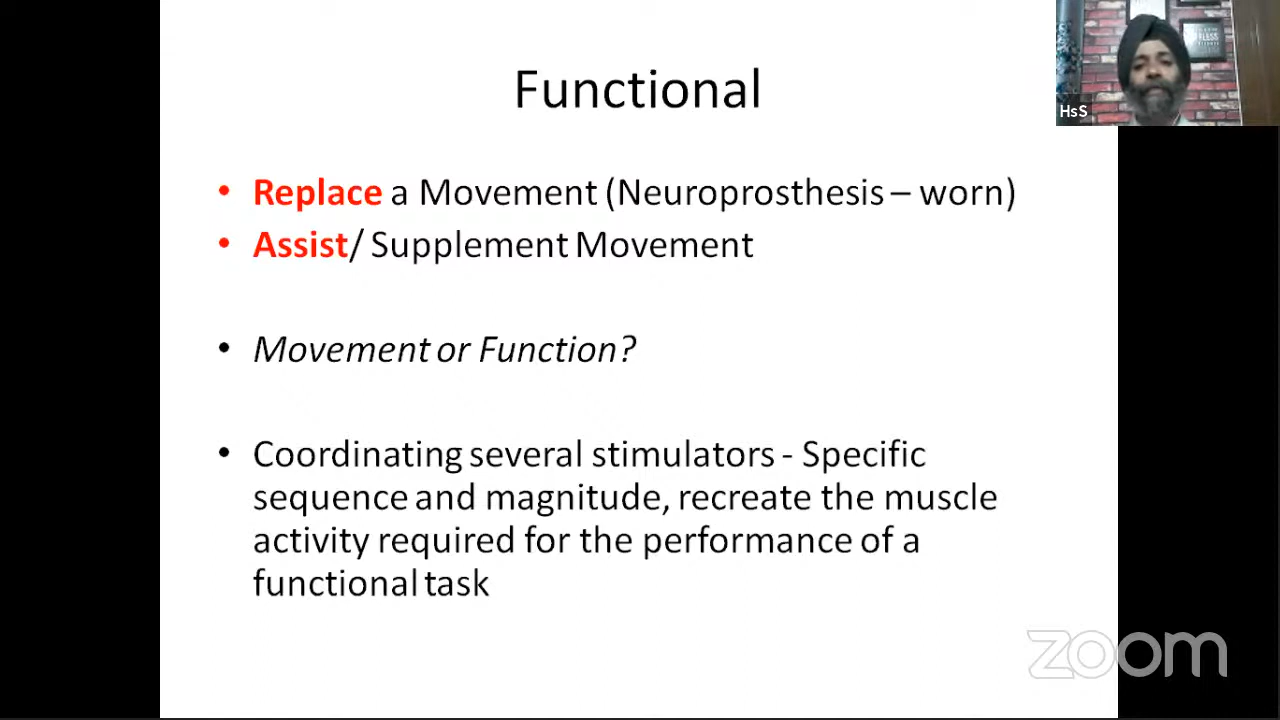 Functional
HsS
• Replace a Movement (Neuroprosthesis – worn)
• Assist/ Supplement Movement
• Movement or Function?
• Coordinating several stimulators - Specific
sequence and magnitude, recreate the muscle
activity required for the performance of a
functional task
zoom